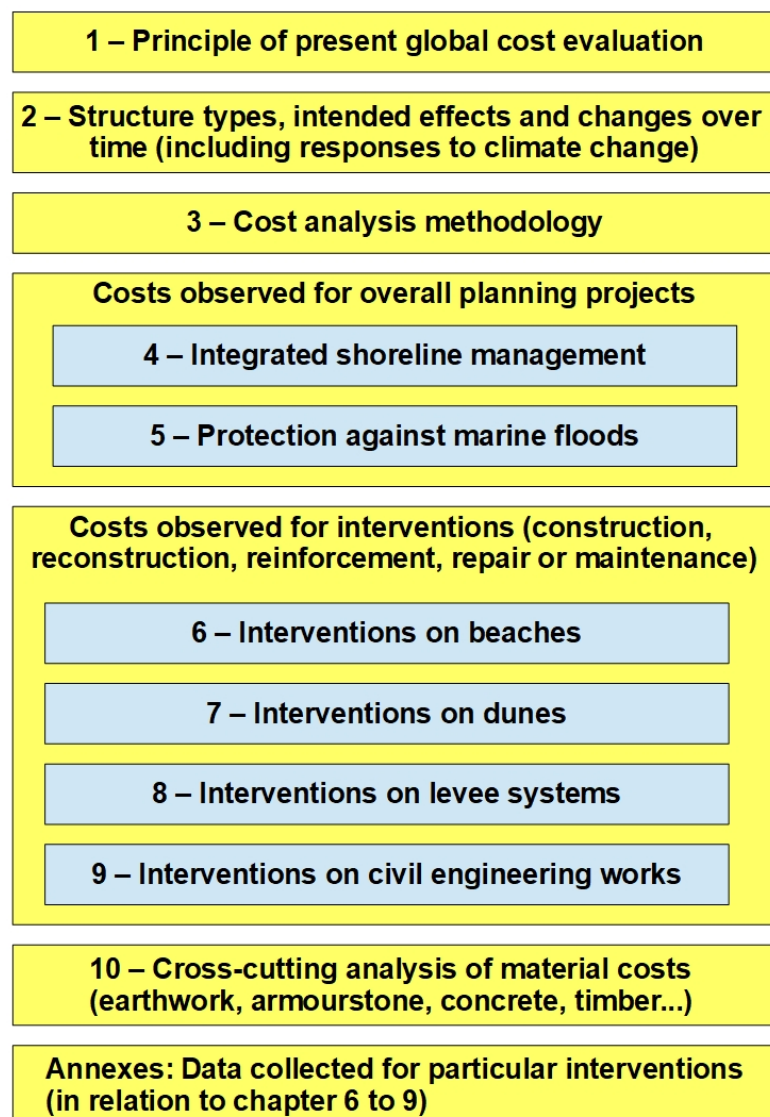 1 – Principle of present global cost evaluation
2 – Structure types, intended effects and changes over
time (including responses to climate change)
3 – Cost analysis methodology
Costs observed for overall planning projects
4 – Integrated shoreline management
5 – Protection against marine floods
Costs observed for interventions (construction,
reconstruction, reinforcement, repair or maintenance)
6 – Interventions on beaches
7 – Interventions on dunes
8 – Interventions on levee systems
9 – Interventions on civil engineering works
10 – Cross-cutting analysis of material costs
(earthwork, armourstone, concrete, timber...)
Annexes: Data collected for particular interventions
(in relation to chapter 6 to 9)